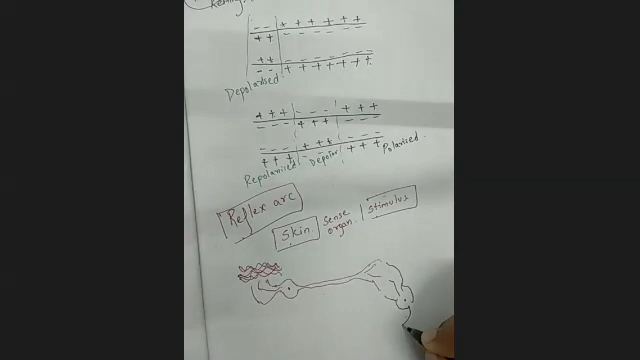 - - + + + + + +
+ + - - - - - -
+ + - - - - - -
- - + + + + + + +
Depolarised
+ + + - - - + + +
- - - + + + - - -
- - - + + + - - -
+ + + - - - + + + Polarised.
Repolarised Depolar
Reflex arc
Skin sense organ. stimulus